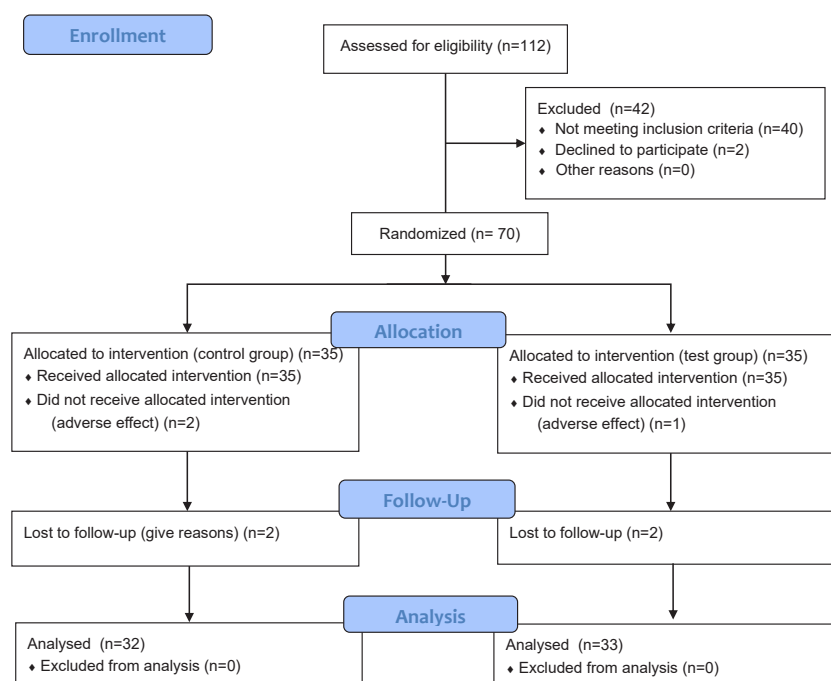 Enrollment
Assessed for eligibility (n=112)
Excluded (n=42)
♦ Not meeting inclusion criteria (n=40)
♦ Declined to participate (n=2)
♦ Other reasons (n=0)
Randomized (n= 70)
Allocation
Allocated to intervention (control group) (n=35)
♦ Received allocated intervention (n=35)
♦ Did not receive allocated intervention
(adverse effect) (n=2)
Allocated to intervention (test group) (n=35)
♦ Received allocated intervention (n=35)
♦ Did not receive allocated intervention
(adverse effect) (n=1)
Follow-Up
Lost to follow-up (give reasons) (n=2)
Lost to follow-up (n=2)
Analysis
Analysed (n=32)
♦ Excluded from analysis (n=0)
Analysed (n=33)
♦ Excluded from analysis (n=0)